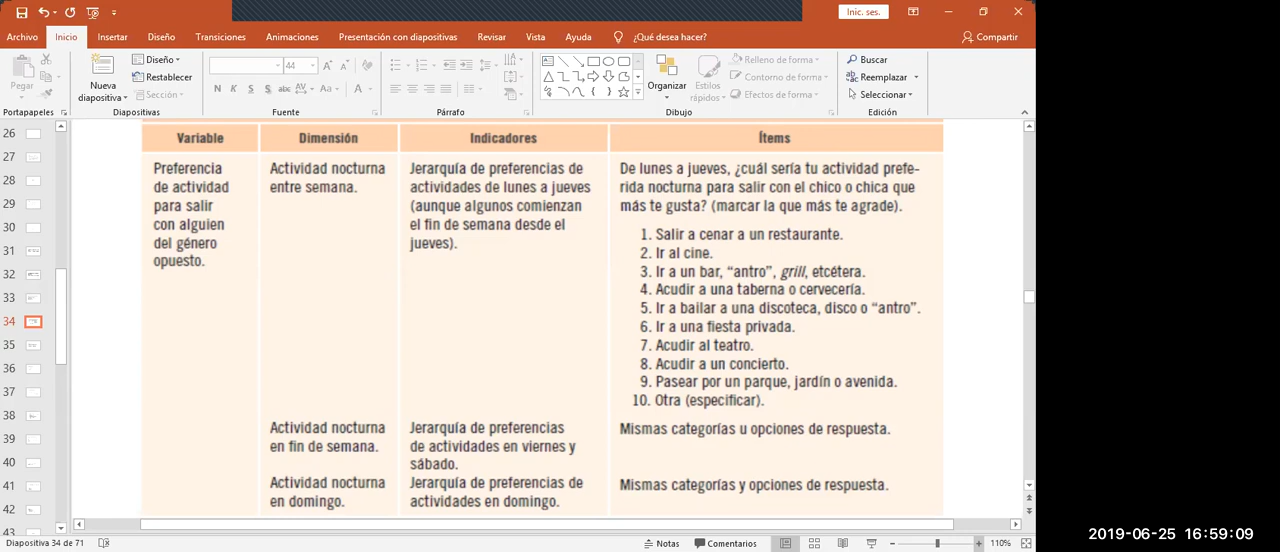 Inic. ses.
Archivo Inicio Insertar Diseño Transiciones Animaciones Presentación con diapositivas Revisar Vista Ayuda ¿Qué desea hacer? Compartir
Pegar
Nueva diapositiva
Diseño
Restablecer
Sección
44
N K S S abc AV Aa A
Organizar
Estilos rápidos
Relleno de forma
Contorno de forma
Efectos de forma
Buscar
Reemplazar
Seleccionar
Portapapeles Diapositivas Fuente Párrafo Dibujo Edición
26
27
28
29
30
31
32
33
34
35
36
37
38
39
40
41
42
43
Variable Dimensión Indicadores Ítems
Preferencia
de actividad
para salir
con alguien
del género
opuesto.
Actividad nocturna
entre semana.
Jerarquía de preferencias de
actividades de lunes a jueves
(aunque algunos comienzan
el fin de semana desde el
jueves).
De lunes a jueves, ¿cuál sería tu actividad prefe-
rida nocturna para salir con el chico o chica que
más te gusta? (marcar la que más te agrade).
1. Salir a cenar a un restaurante.
2. Ir al cine.
3. Ir a un bar, “antro”, grill, etcétera.
4. Acudir a una taberna o cervecería.
5. Ir a bailar a una discoteca, disco o “antro”.
6. Ir a una fiesta privada.
7. Acudir al teatro.
8. Acudir a un concierto.
9. Pasear por un parque, jardín o avenida.
10. Otra (especificar).
Actividad nocturna
en fin de semana.
Jerarquía de preferencias
de actividades en viernes y
sábado.
Mismas categorías u opciones de respuesta.
Actividad nocturna
en domingo.
Jerarquía de preferencias de
actividades en domingo.
Mismas categorías y opciones de respuesta.
Diapositiva 34 de 71 Notas Comentarios 110%
2019-06-25 16:59:09